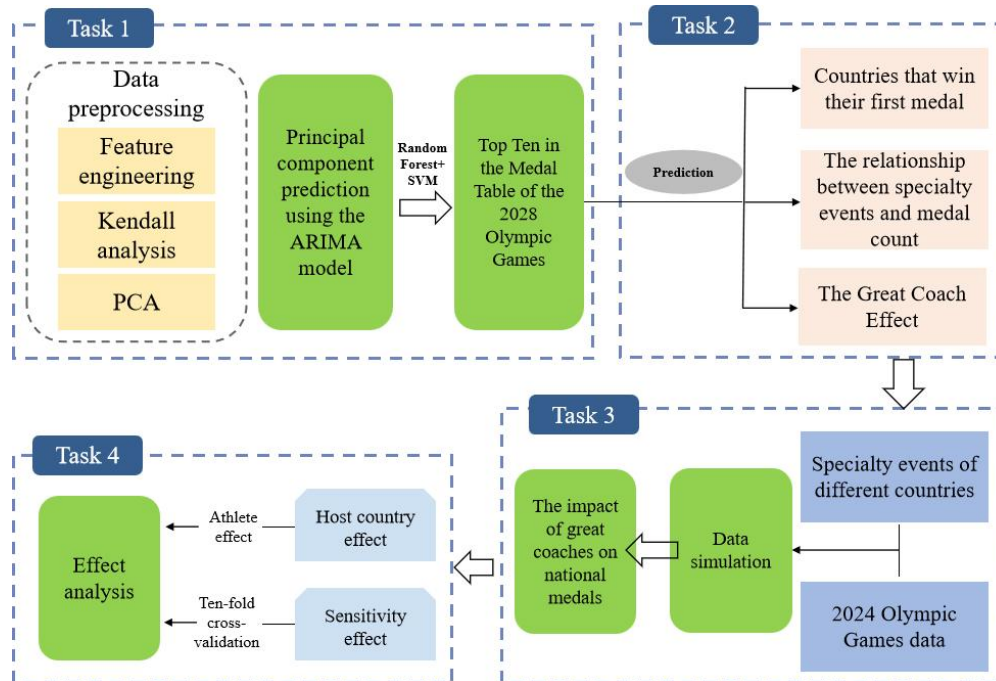 Task 1
Data
preprocessing
Feature
engineering
Kendall
analysis
PCA
Principal
component
prediction
using the
ARIMA
model
Random
Forest+
SVM
Top Ten in
the Medal
Table of the
2028
Olympic
Games
Task 2
Prediction
Countries that win
their first medal
The relationship
between specialty
events and medal
count
The Great Coach
Effect
Task 3
Specialty events of
different countries
2024 Olympic
Games data
Data
simulation
The impact
of great
coaches on
national
medals
Task 4
Host country
effect
Athlete
effect
Sensitivity
effect
Ten-fold
cross-
validation
Effect
analysis